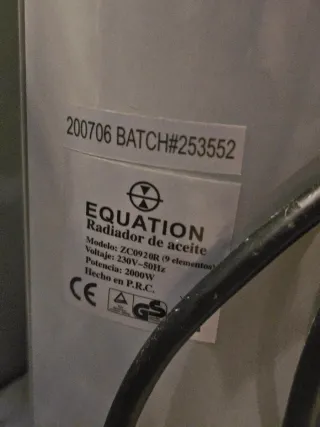 200706 BATCH#253552
EQUATION
Radiador de aceite
Modelo: ZC0920R (9 elementos)
Voltaje: 230V~50Hz
Potencia: 2000W
Hecho en P.R.C.
CE
GS